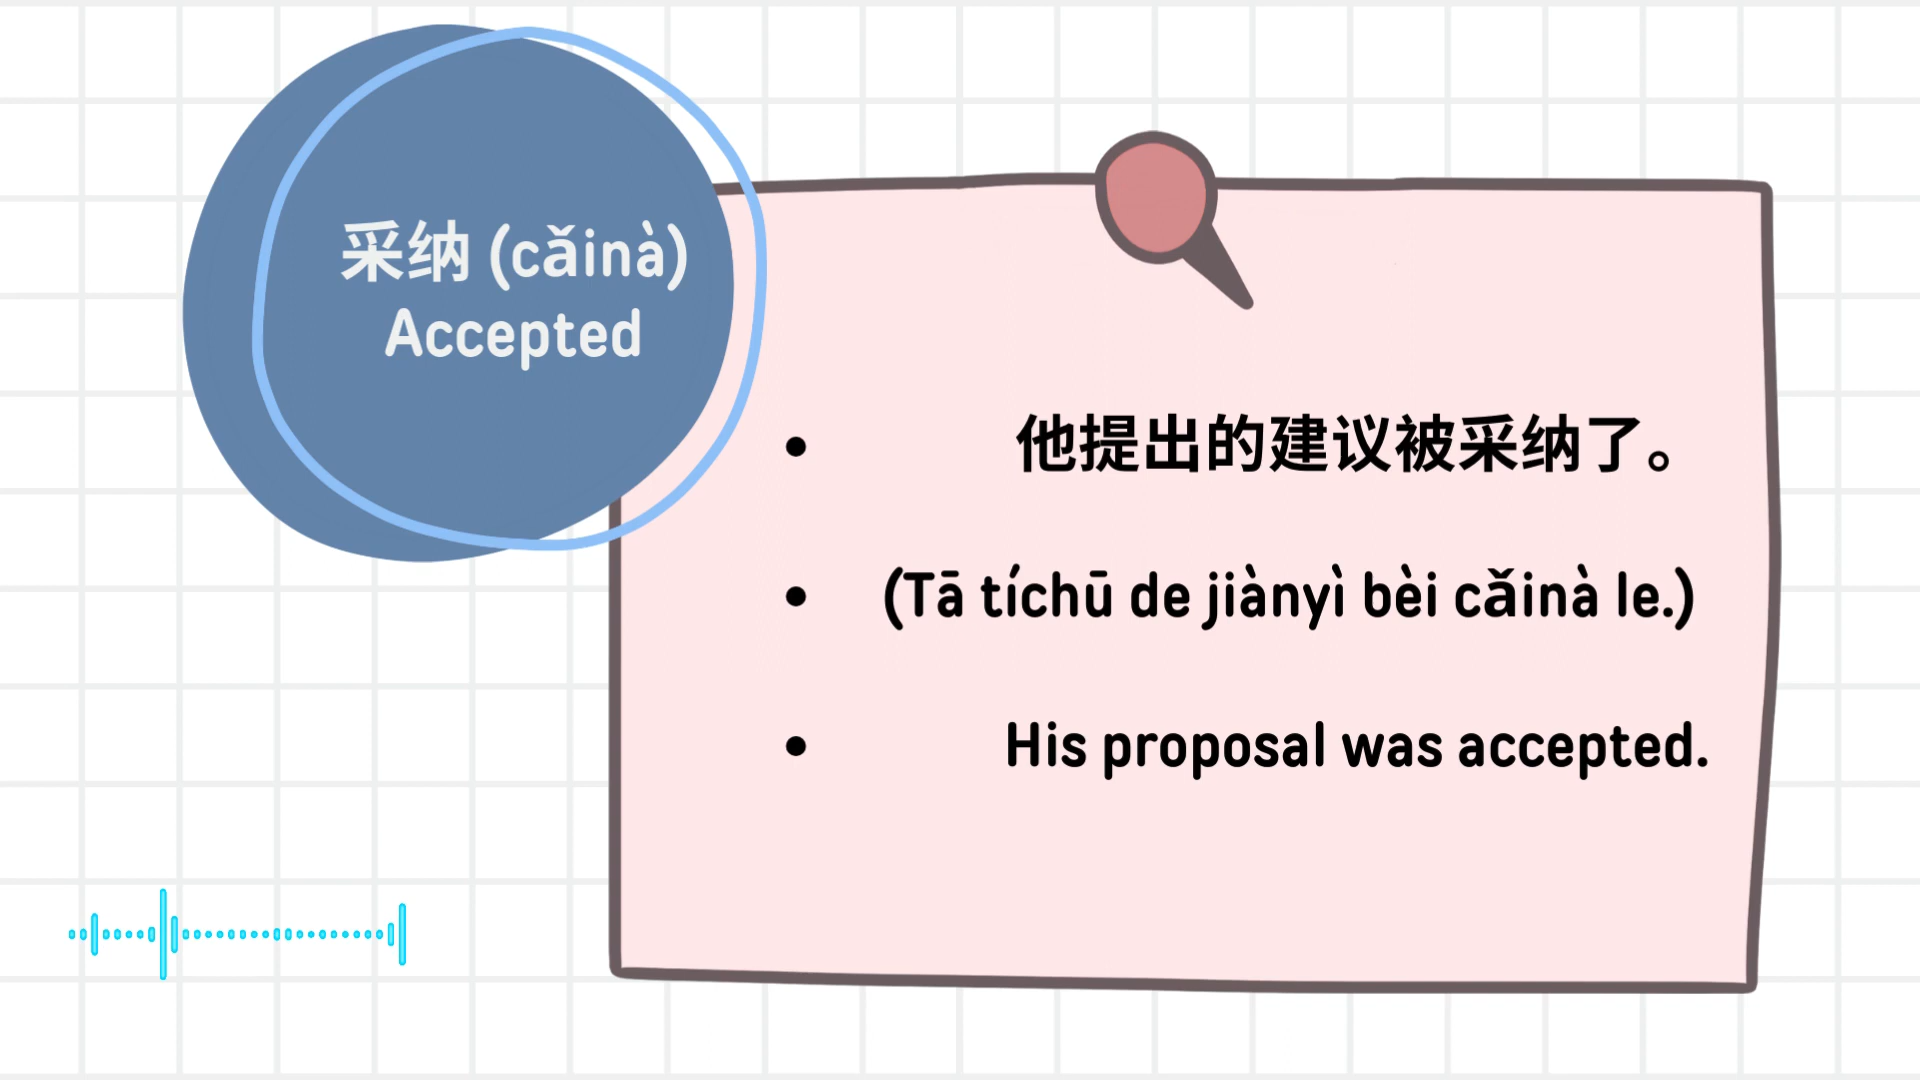 采纳 (cǎinà)
Accepted
他提出的建议被采纳了。
(Tā tíchū de jiànyì bèi cǎinà le.)
His proposal was accepted.